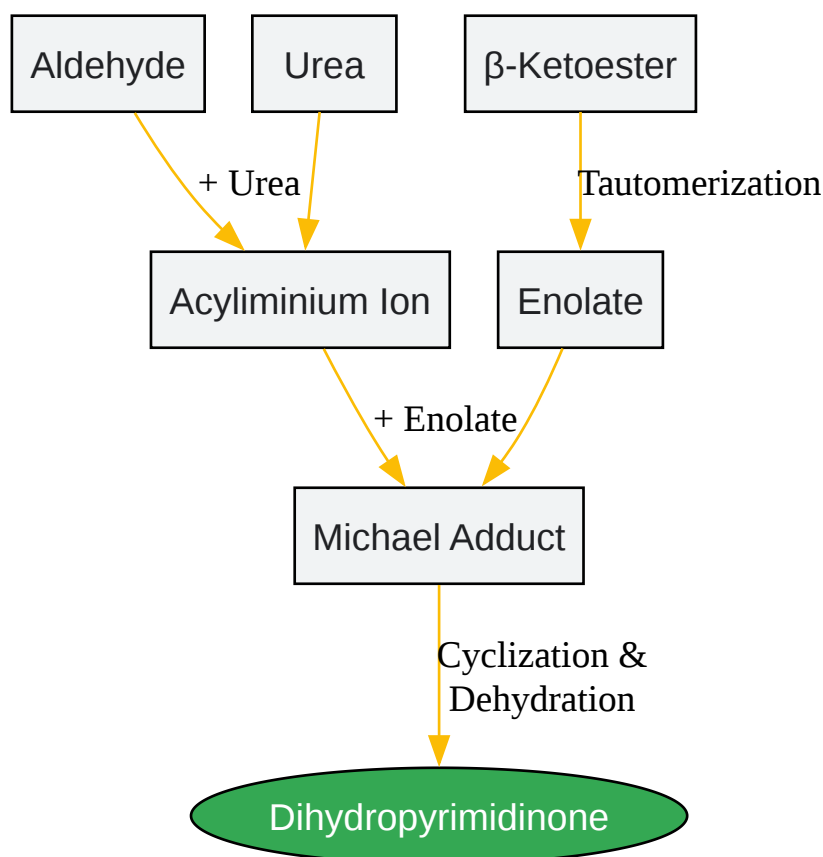 Aldehyde
Urea
β-Ketoester
+ Urea
Tautomerization
Acyliminium Ion
Enolate
+ Enolate
Michael Adduct
Cyclization &
Dehydration
Dihydropyrimidinone